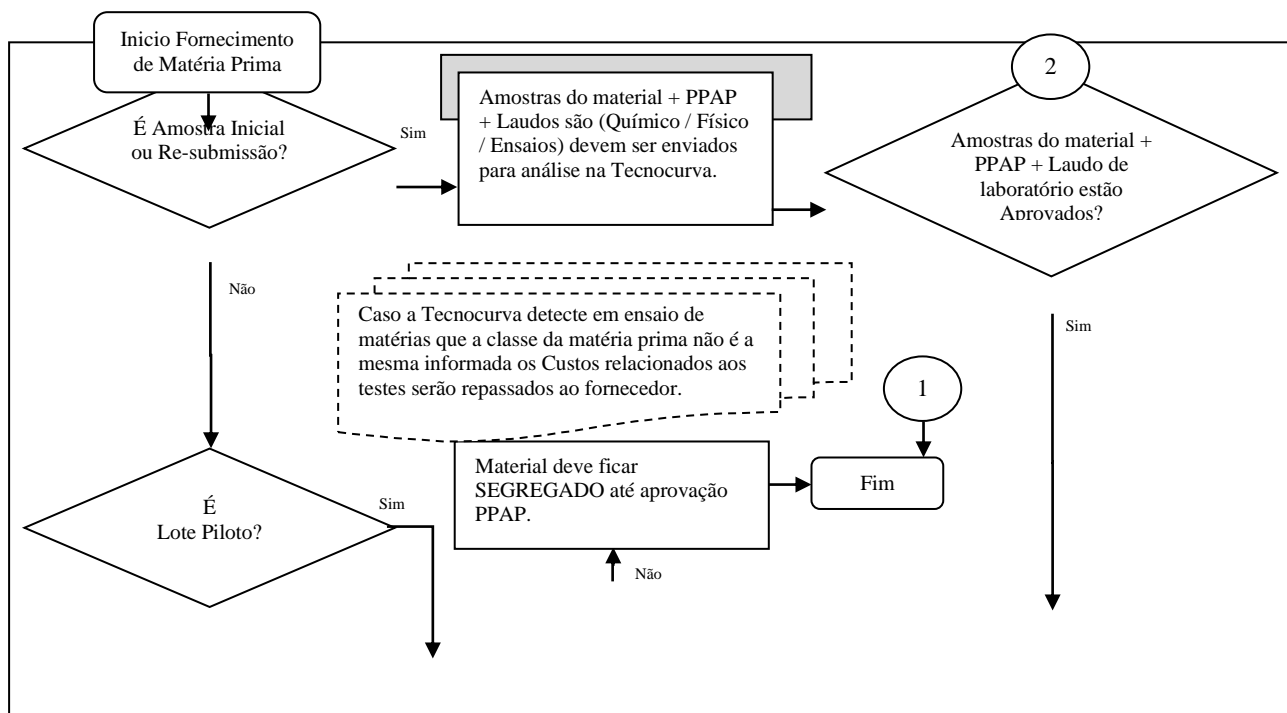 Inicio Fornecimento
de Matéria Prima
É Amostra Inicial
ou Re-submissão?
Sim
Amostras do material + PPAP
+ Laudos são (Químico / Físico
/ Ensaios) devem ser enviados
para análise na Tecnocurva.
2
Amostras do material +
PPAP + Laudo de
laboratório estão
Aprovados?
Não
Caso a Tecnocurva detecte em ensaio de
matérias que a classe da matéria prima não é a
mesma informada os Custos relacionados aos
testes serão repassados ao fornecedor.
Sim
1
É
Lote Piloto?
Sim
Material deve ficar
SEGREGADO até aprovação
PPAP.
Fim
Não